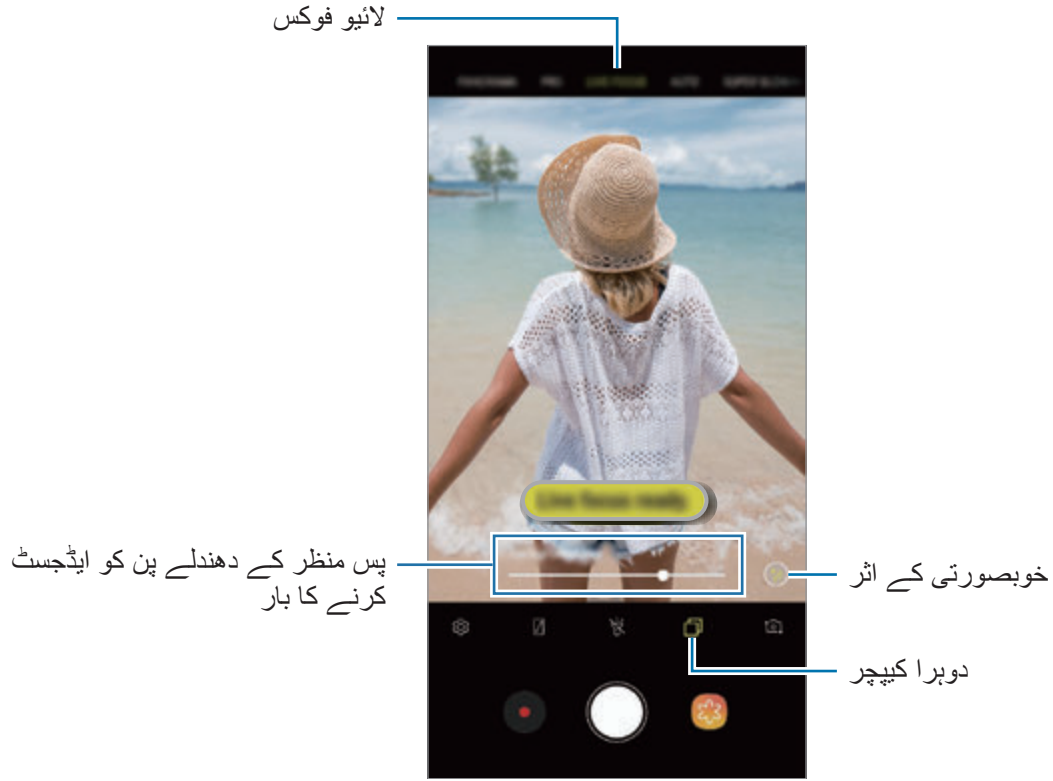 لائیو فوکس
پس منظر کے دھندلے پن کو ایڈجسٹ
کرنے کا بار
خوبصورتی کے اثر
دوہرا کیپچر